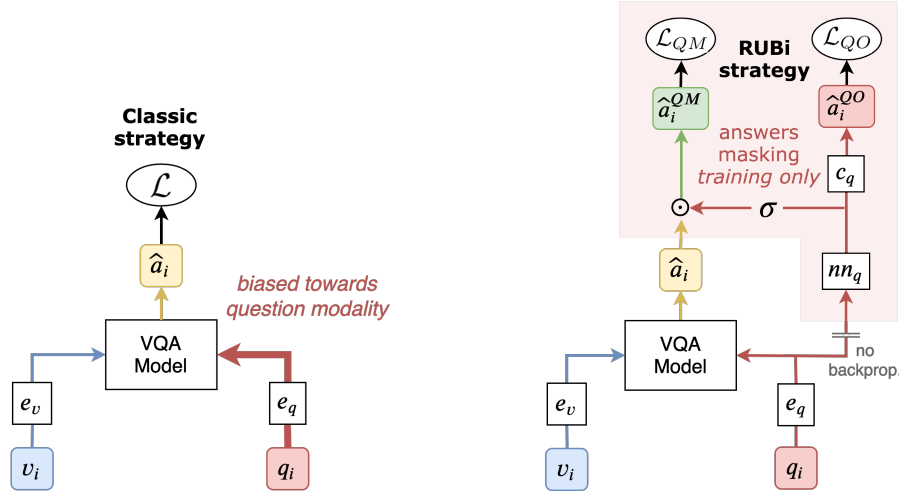 Classic
strategy
ℒ
â_i
biased towards
question modality
VQA
Model
e_v
e_q
v_i
q_i
ℒ_QM
RUBi
strategy
ℒ_QO
â_i^QM
â_i^QO
answers
masking
training only
c_q
⊙
σ
â_i
nn_q
VQA
Model
no
backprop.
e_v
e_q
v_i
q_i